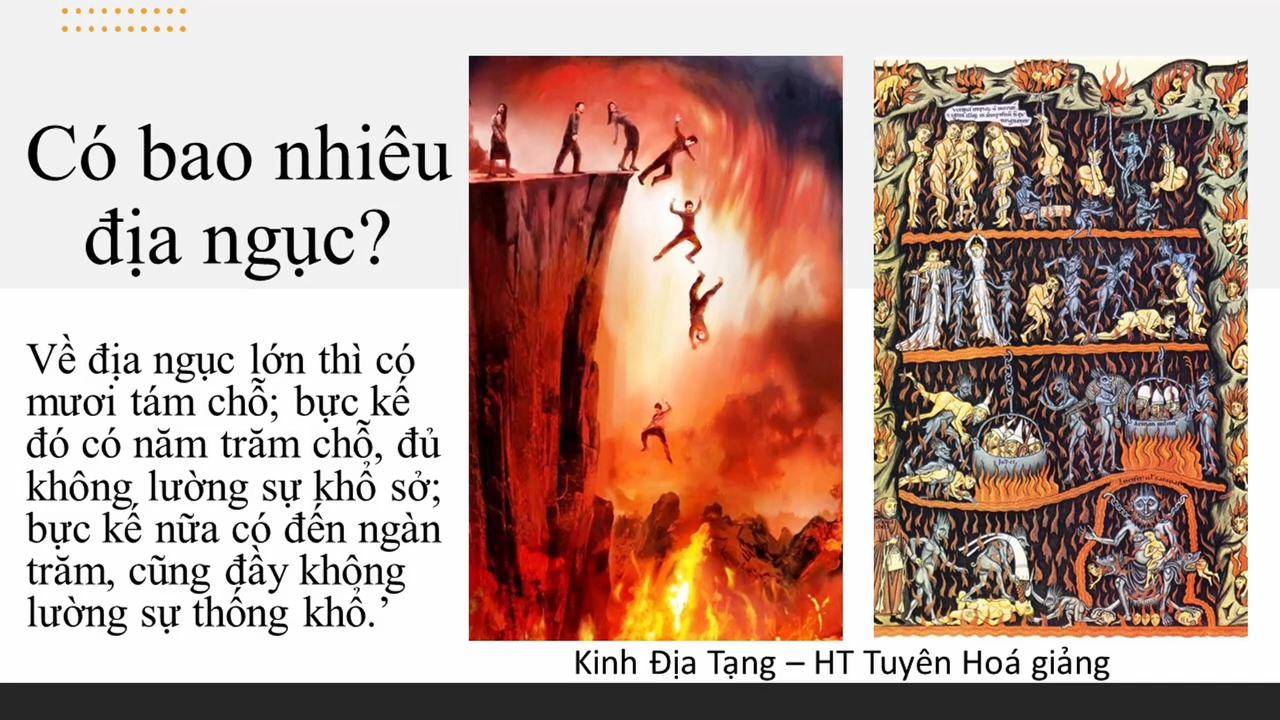 Có bao nhiêu
địa ngục?
Về địa ngục lớn thì có
mươi tám chỗ; bực kế
đó có năm trăm chỗ, đủ
không lường sự khổ sở;
bực kế nữa có đến ngàn
trăm, cũng đầy không
lường sự thống khổ.’
Kinh Địa Tạng – HT Tuyên Hoá giảng